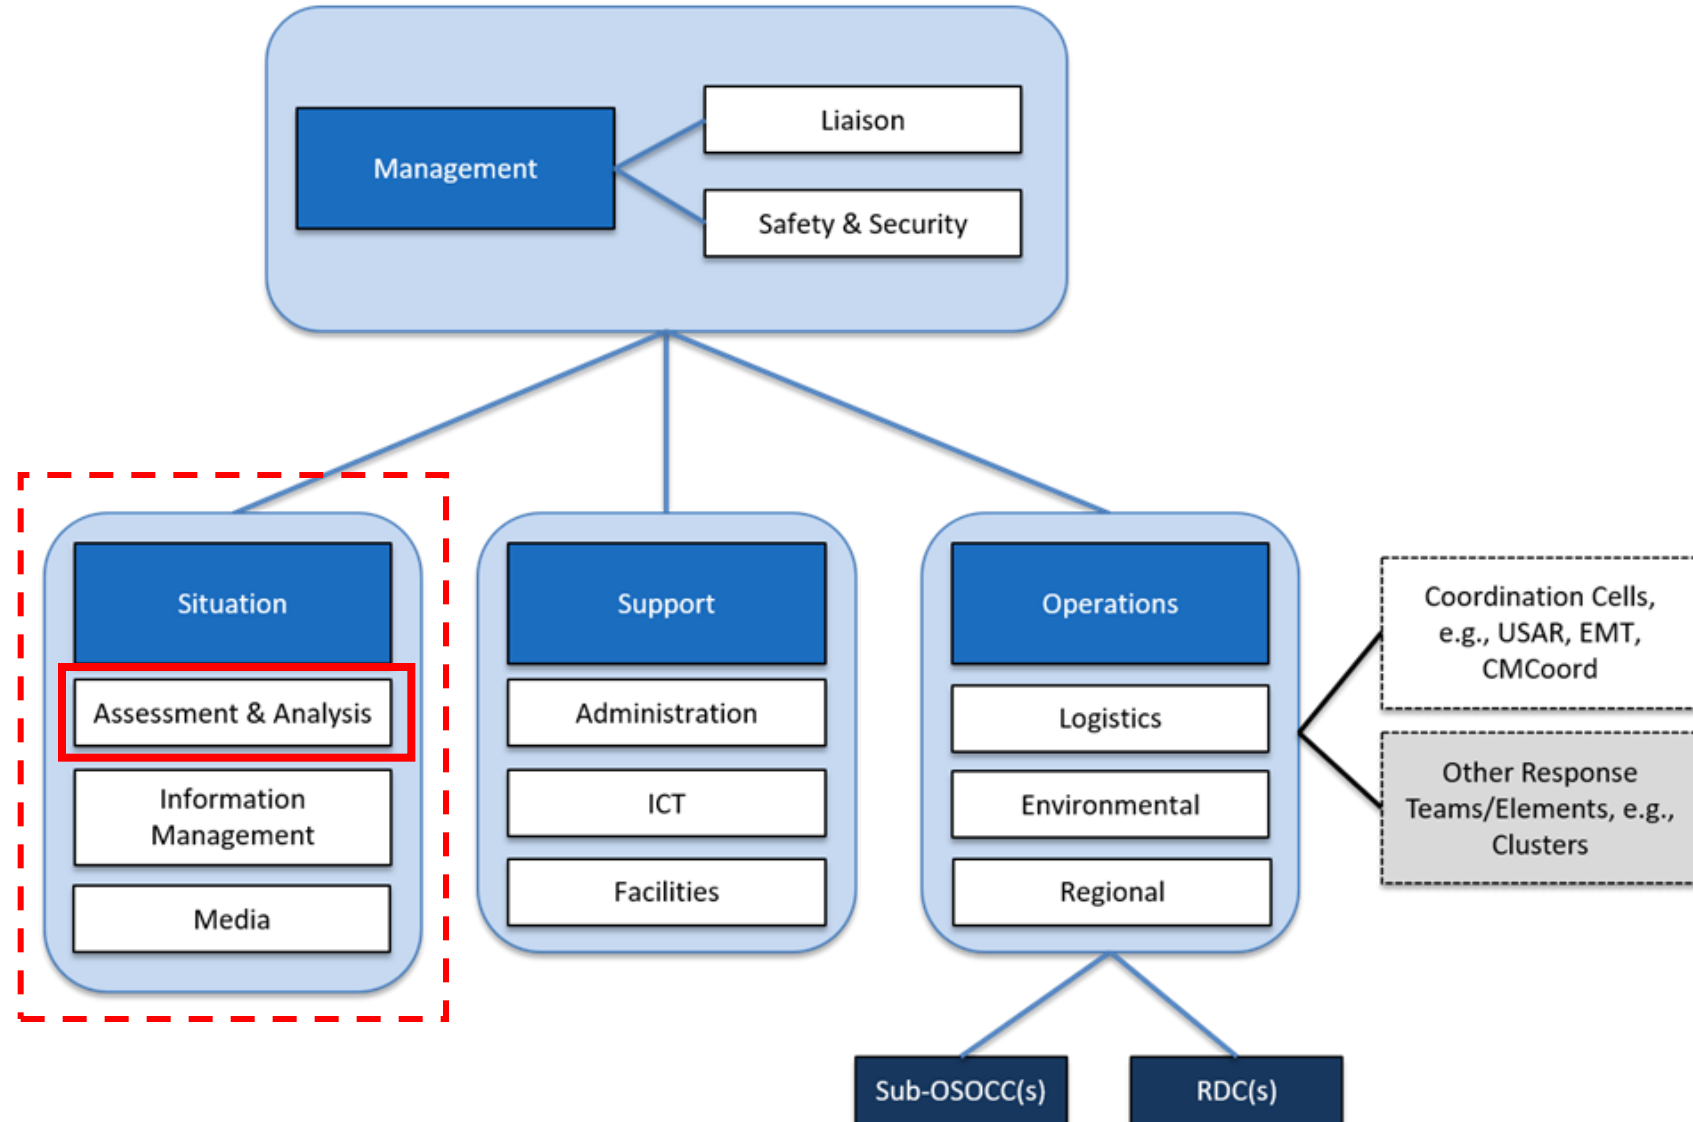 Management
Liaison
Safety & Security
Situation
Assessment & Analysis
Information
Management
Media
Support
Administration
ICT
Facilities
Operations
Logistics
Environmental
Regional
Coordination Cells,
e.g., USAR, EMT,
CMCoord
Other Response
Teams/Elements, e.g.,
Clusters
Sub-OSOCC(s)
RDC(s)